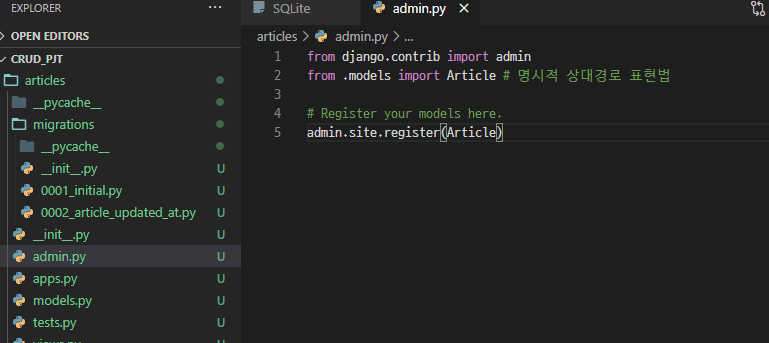 EXPLORER
···
OPEN EDITORS
CRUD_PJT
articles
__pycache__
migrations
__pycache__
__init__.py U
0001_initial.py U
0002_article_updated_at.py U
__init__.py U
admin.py U
apps.py U
models.py U
tests.py U
SQLite
admin.py
articles > admin.py > ...
1 from django.contrib import admin
2 from .models import Article # 명시적 상대경로 표현법
3
4 # Register your models here.
5 admin.site.register(Article)